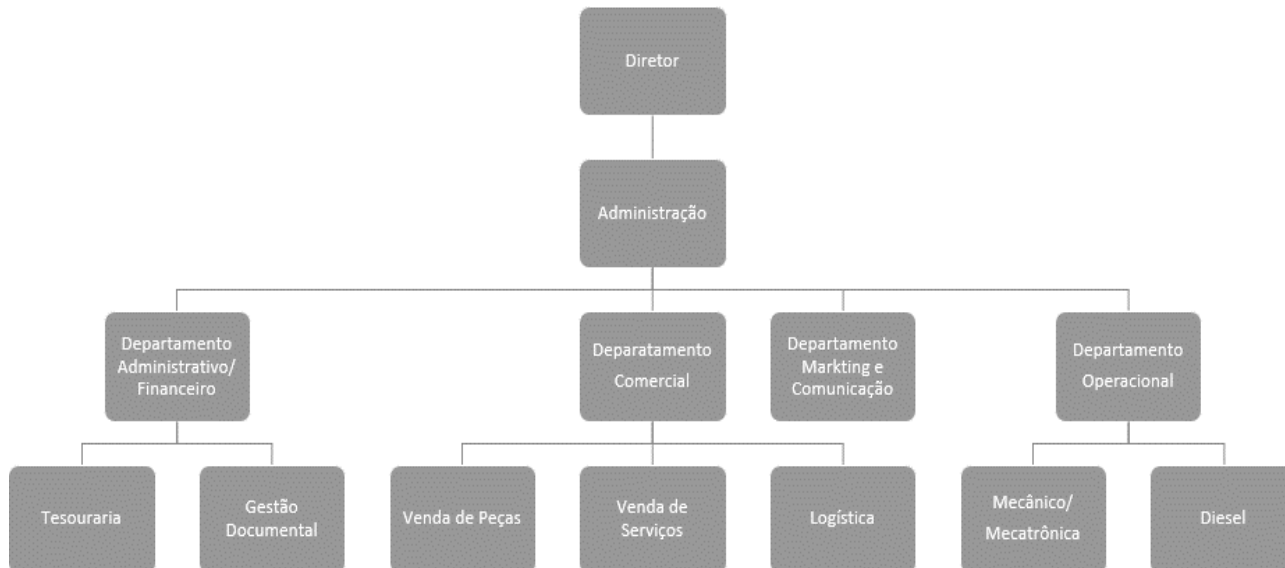 Diretor
Administração
Departamento
Administrativo/
Financeiro
Deparatamento
Comercial
Departamento
Markting e
Comunicação
Departamento
Operacional
Tesouraria
Gestão
Documental
Venda de Peças
Venda de
Serviços
Logística
Mecânico/
Mecatrônica
Diesel